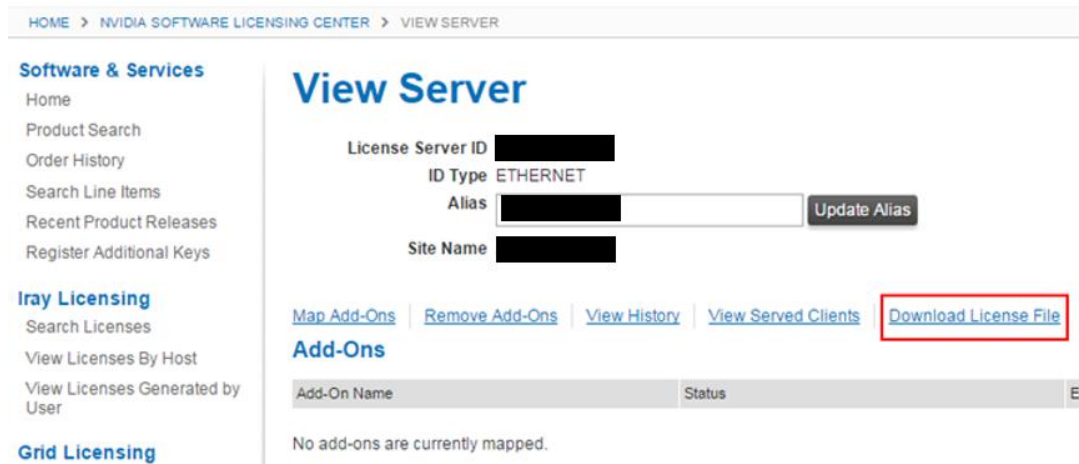 HOME > NVIDIA SOFTWARE LICENSING CENTER > VIEW SERVER
Software & Services
Home
Product Search
Order History
Search Line Items
Recent Product Releases
Register Additional Keys
Iray Licensing
Search Licenses
View Licenses By Host
View Licenses Generated by
User
Grid Licensing
View Server
License Server ID
ID Type ETHERNET
Alias
Update Alias
Site Name
Map Add-Ons | Remove Add-Ons | View History | View Served Clients | Download License File
Add-Ons
Add-On Name Status E
No add-ons are currently mapped.